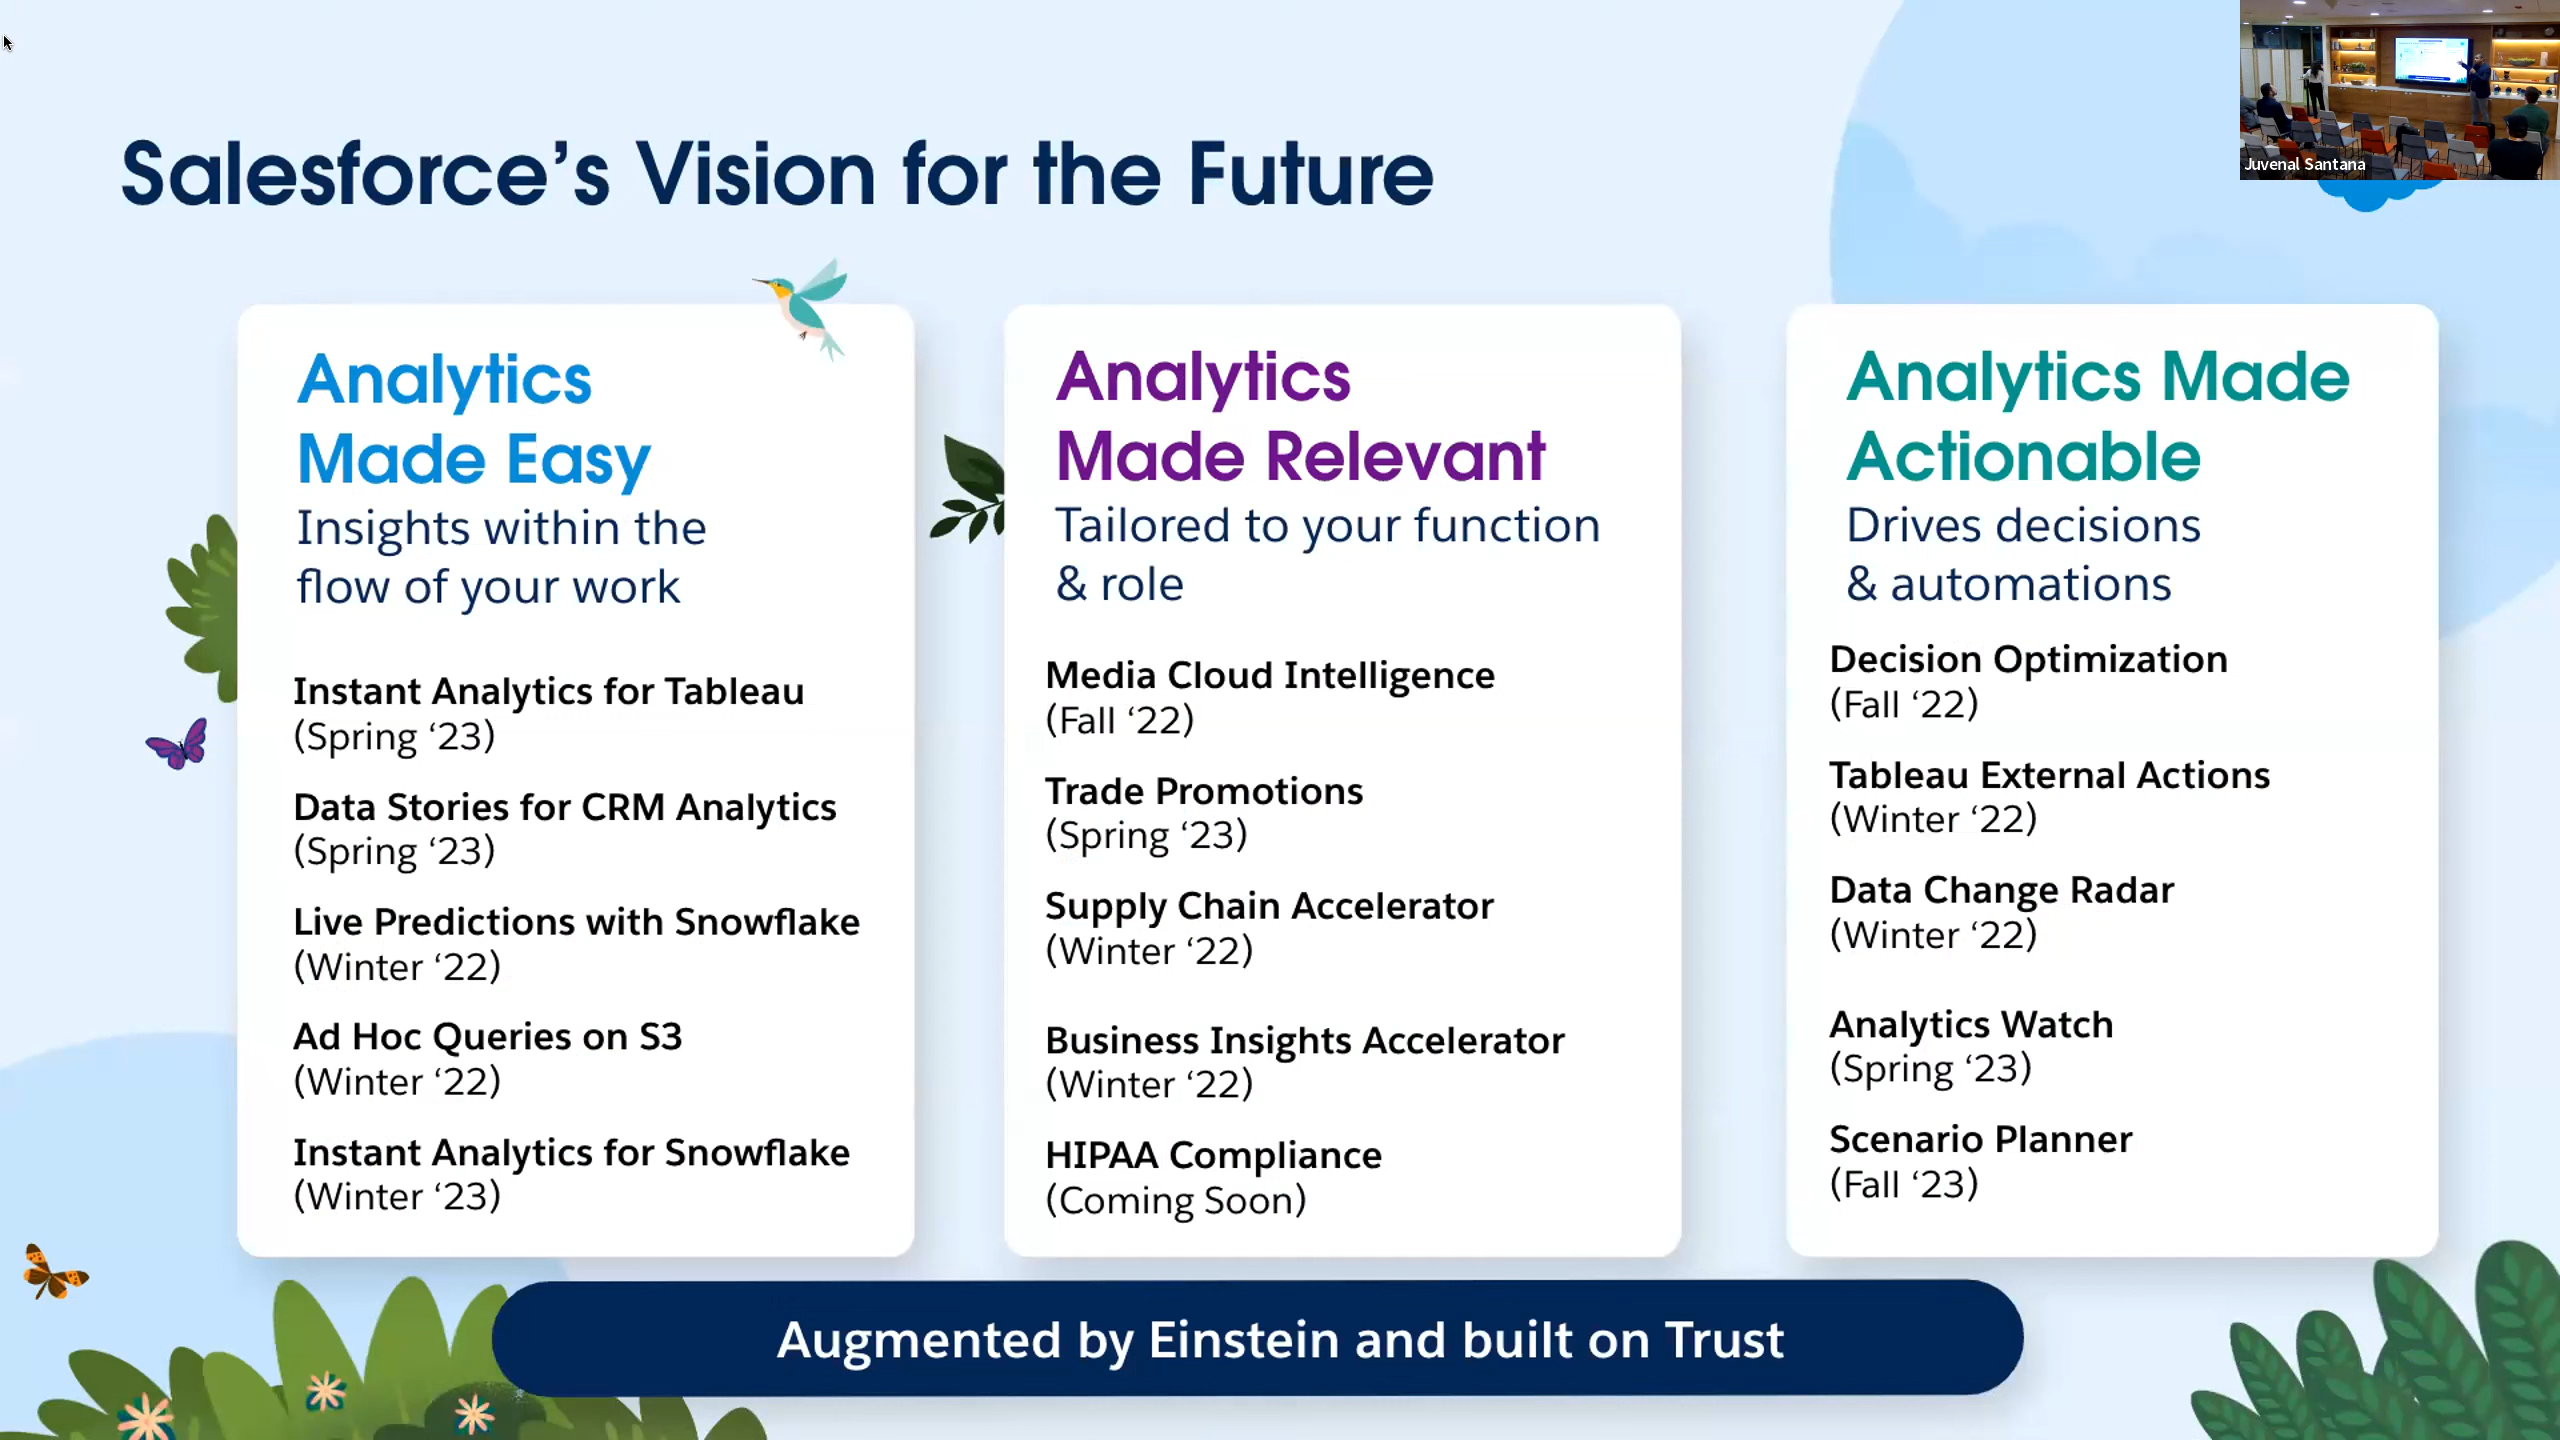 Juvenal Santana
Salesforce’s Vision for the Future
Analytics
Made Easy
Insights within the
flow of your work
Instant Analytics for Tableau
(Spring ‘23)
Data Stories for CRM Analytics
(Spring ‘23)
Live Predictions with Snowflake
(Winter ‘22)
Ad Hoc Queries on S3
(Winter ‘22)
Instant Analytics for Snowflake
(Winter ‘23)
Analytics
Made Relevant
Tailored to your function
& role
Media Cloud Intelligence
(Fall ‘22)
Trade Promotions
(Spring ‘23)
Supply Chain Accelerator
(Winter ‘22)
Business Insights Accelerator
(Winter ‘22)
HIPAA Compliance
(Coming Soon)
Analytics Made
Actionable
Drives decisions
& automations
Decision Optimization
(Fall ‘22)
Tableau External Actions
(Winter ‘22)
Data Change Radar
(Winter ‘22)
Analytics Watch
(Spring ‘23)
Scenario Planner
(Fall ‘23)
Augmented by Einstein and built on Trust